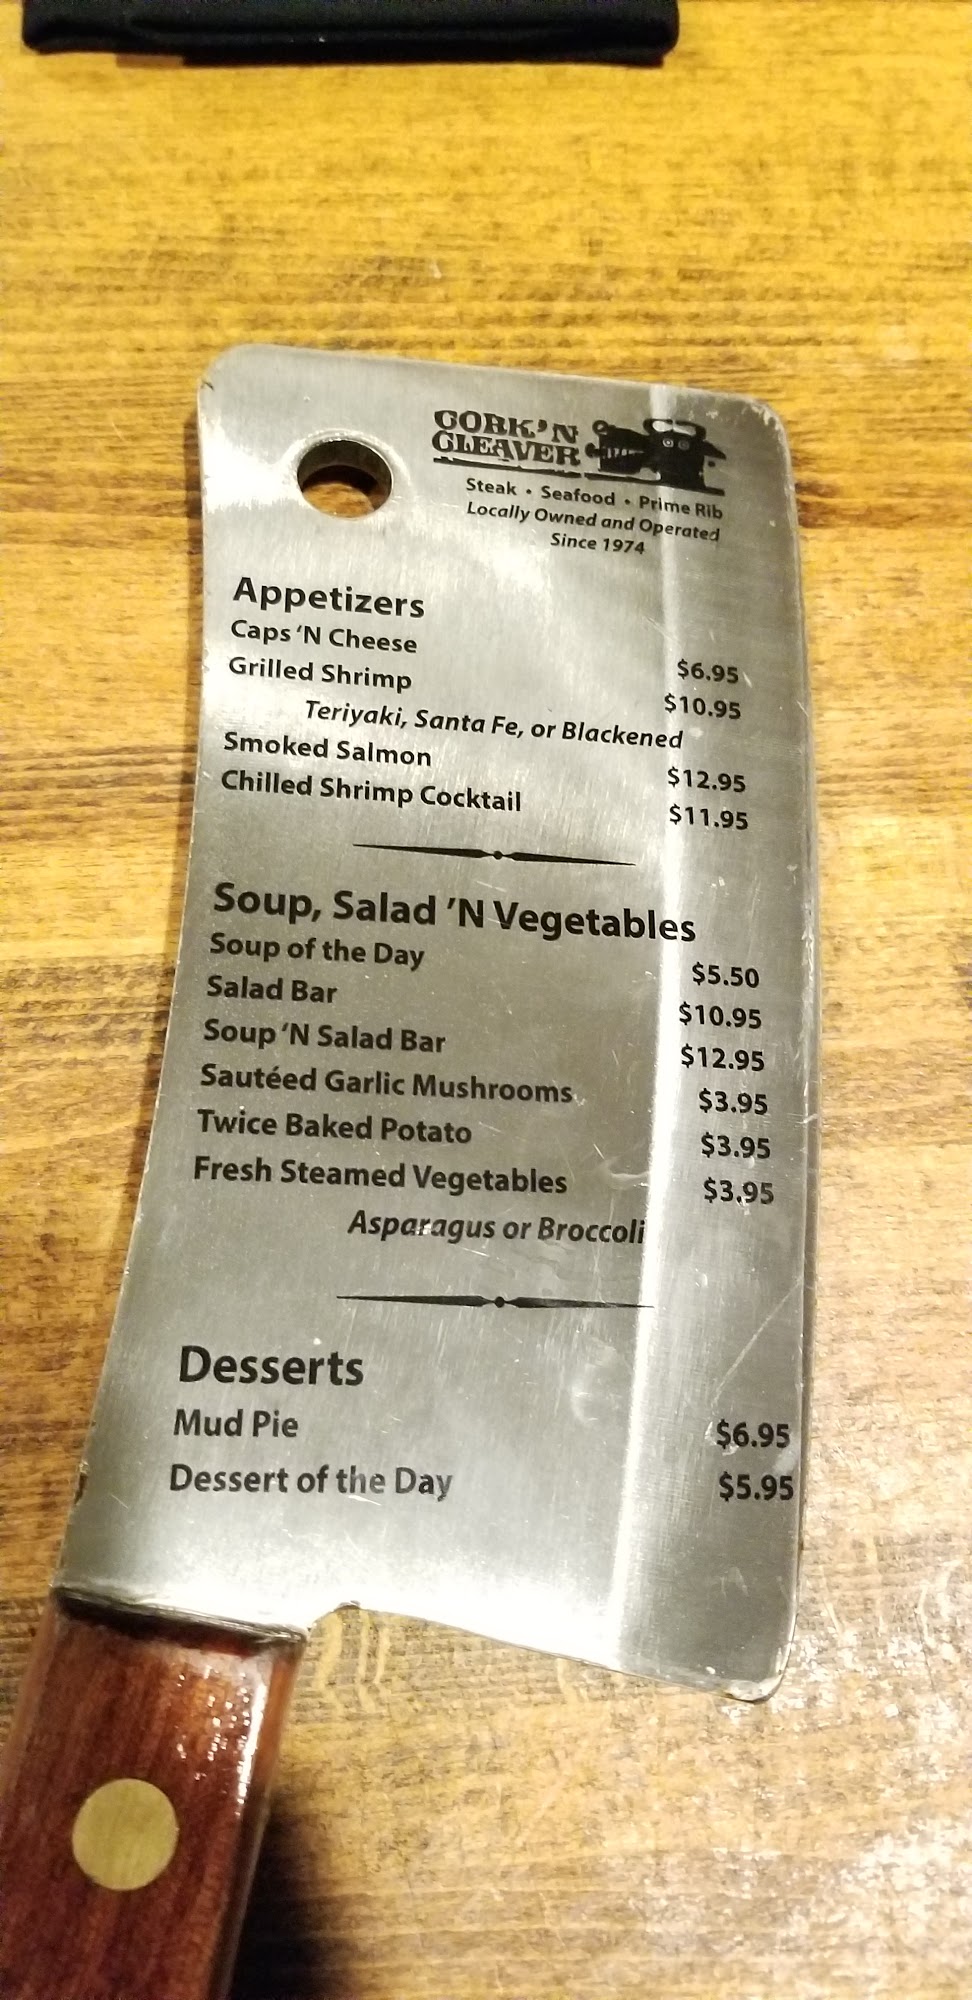 CORK 'N
CLEAVER
Steak • Seafood • Prime Rib
Locally Owned and Operated
Since 1974
Appetizers
Caps 'N Cheese $6.95
Grilled Shrimp $10.95
Teriyaki, Santa Fe, or Blackened
Smoked Salmon $12.95
Chilled Shrimp Cocktail $11.95
Soup, Salad 'N Vegetables
Soup of the Day $5.50
Salad Bar $10.95
Soup 'N Salad Bar $12.95
Sautéed Garlic Mushrooms $3.95
Twice Baked Potato $3.95
Fresh Steamed Vegetables $3.95
Asparagus or Broccoli
Desserts
Mud Pie $6.95
Dessert of the Day $5.95